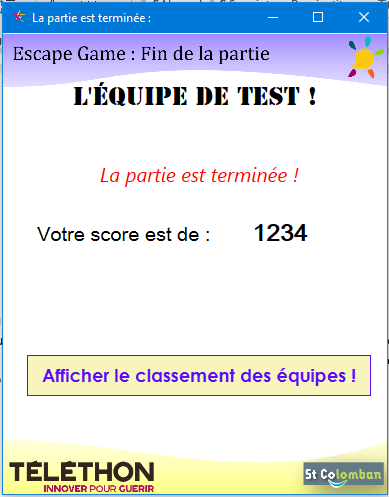 La partie est terminée :
Escape Game : Fin de la partie
L'ÉQUIPE DE TEST !
La partie est terminée !
Votre score est de : 1234
Afficher le classement des équipes !
TÉLÉTHON
INNOVER POUR GUÉRIR
St Colomban